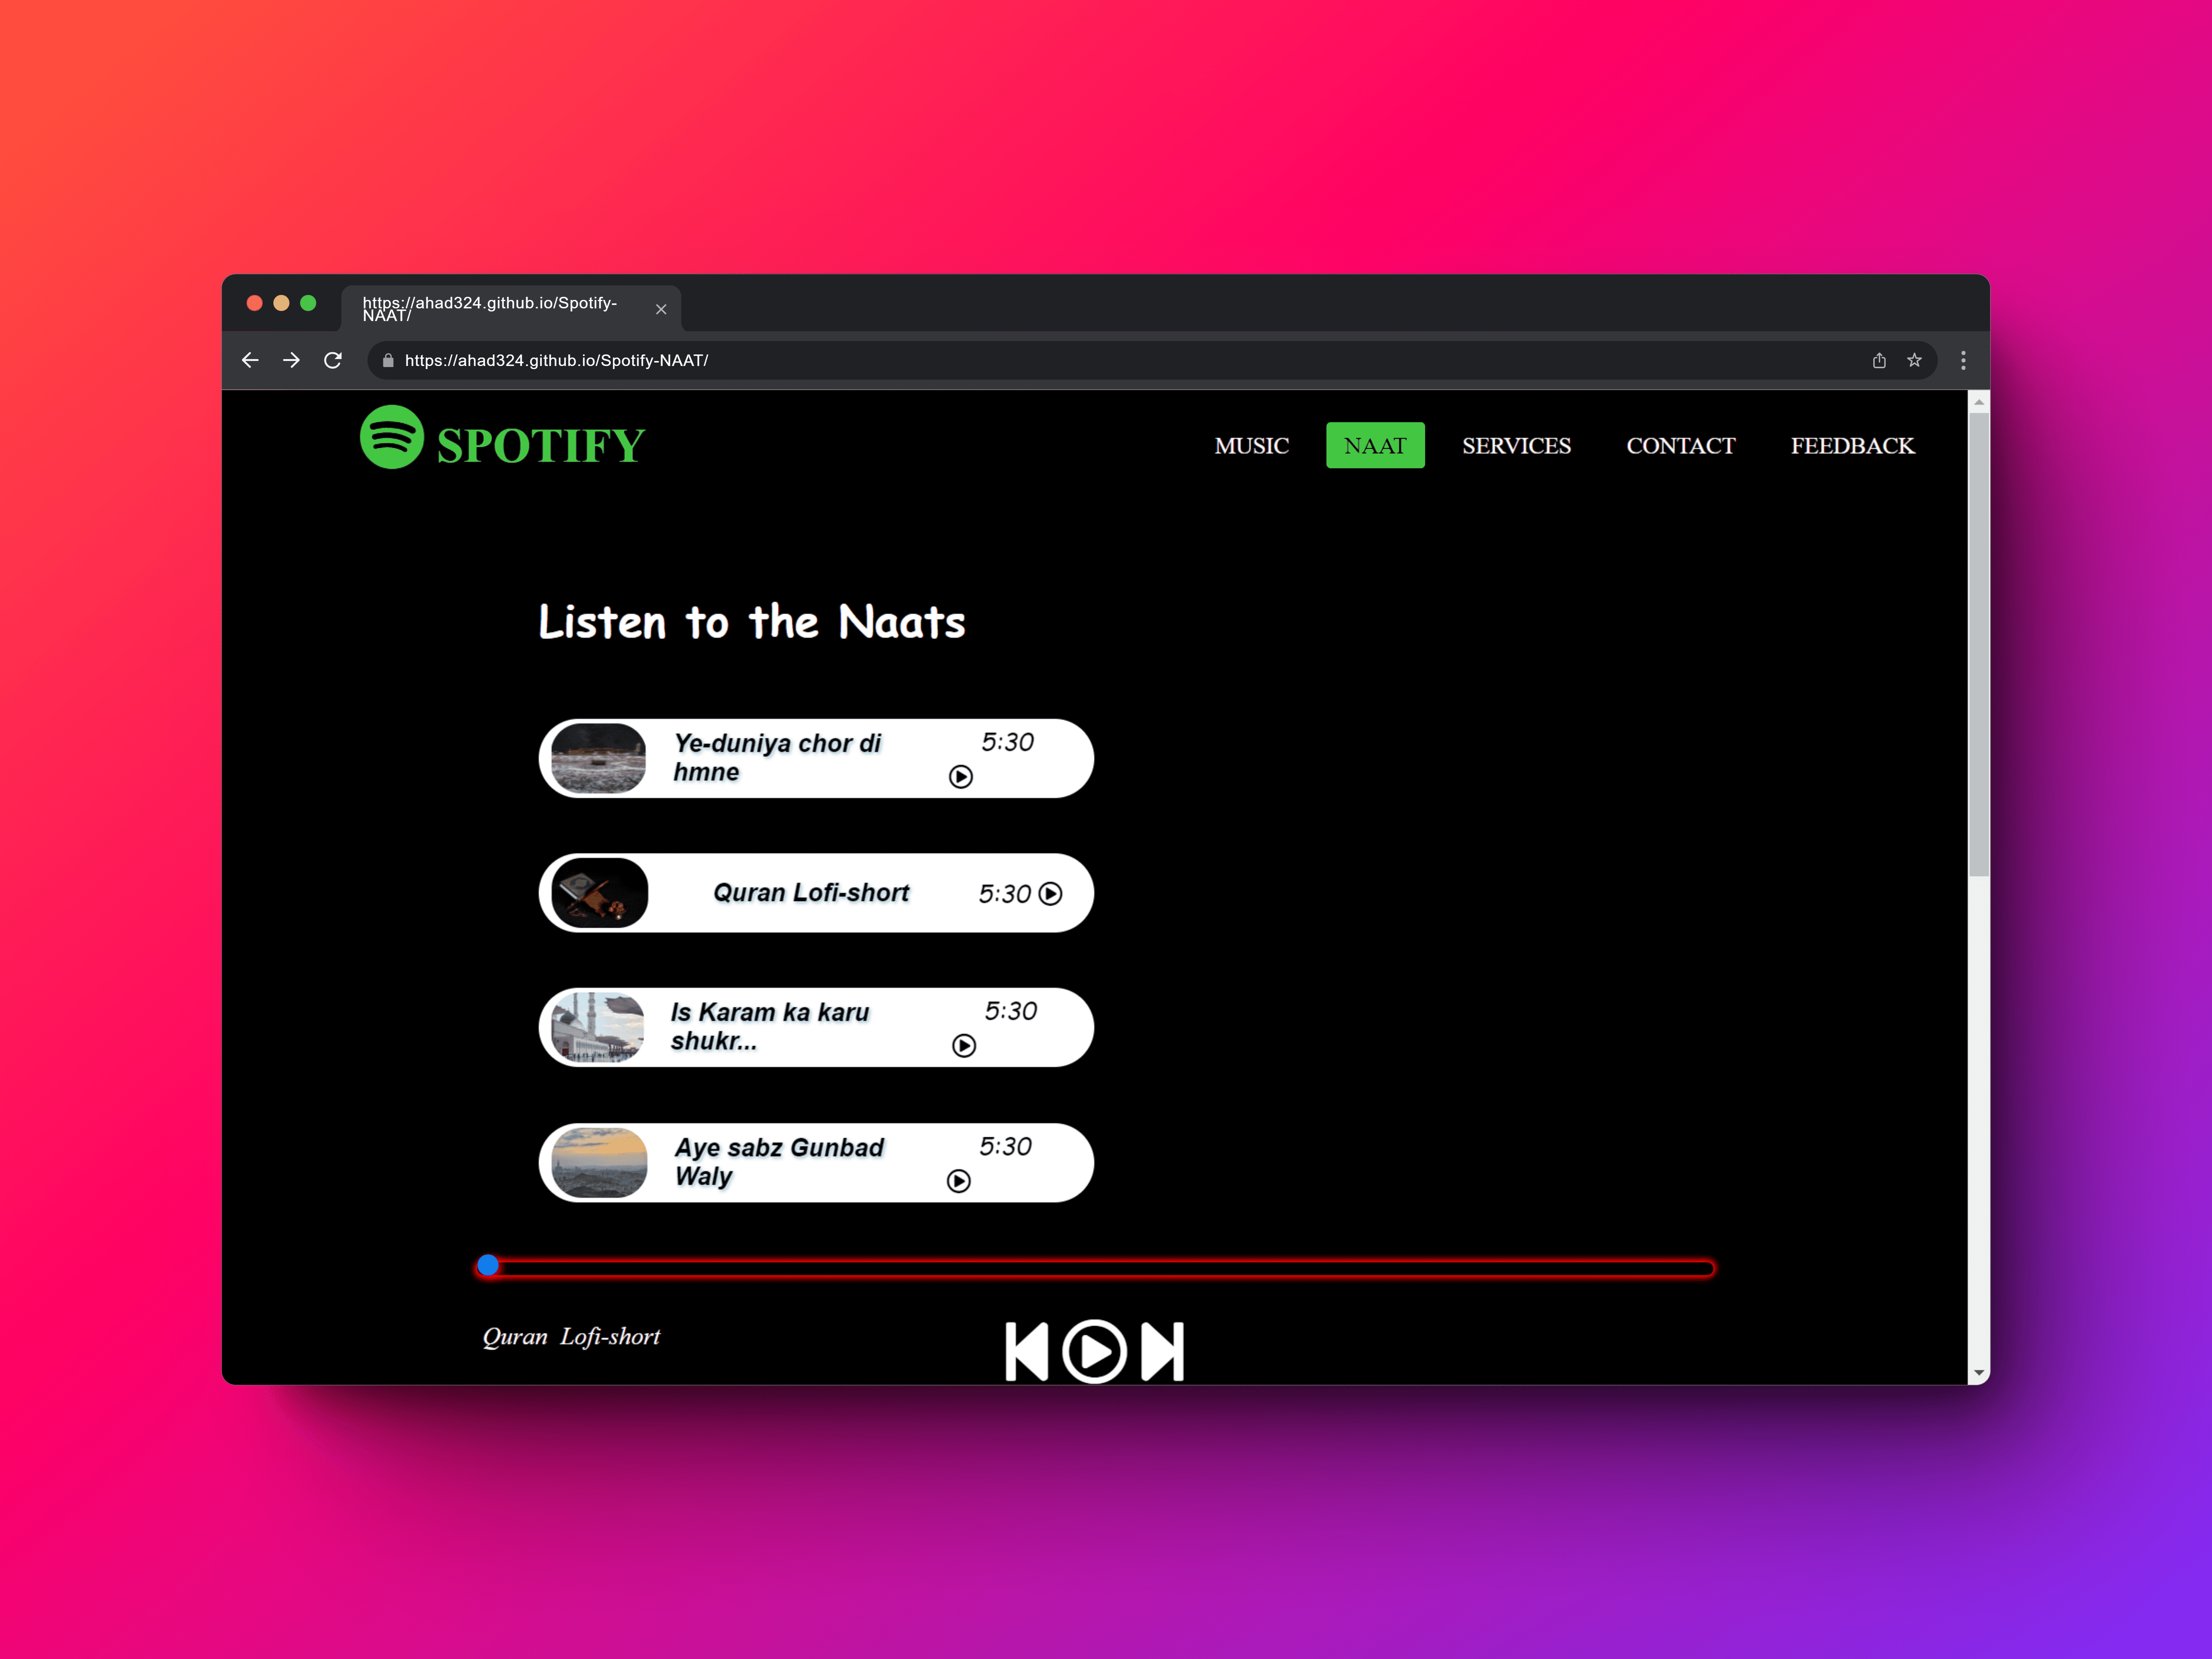 https://ahad324.github.io/Spotify-
NAAT/
https://ahad324.github.io/Spotify-NAAT/
SPOTIFY
MUSIC NAAT SERVICES CONTACT FEEDBACK
Listen to the Naats
Ye-duniya chor di
hmne
5:30
Quran Lofi-short
5:30
Is Karam ka karu
shukr...
5:30
Aye sabz Gunbad
Waly
5:30
Quran Lofi-short